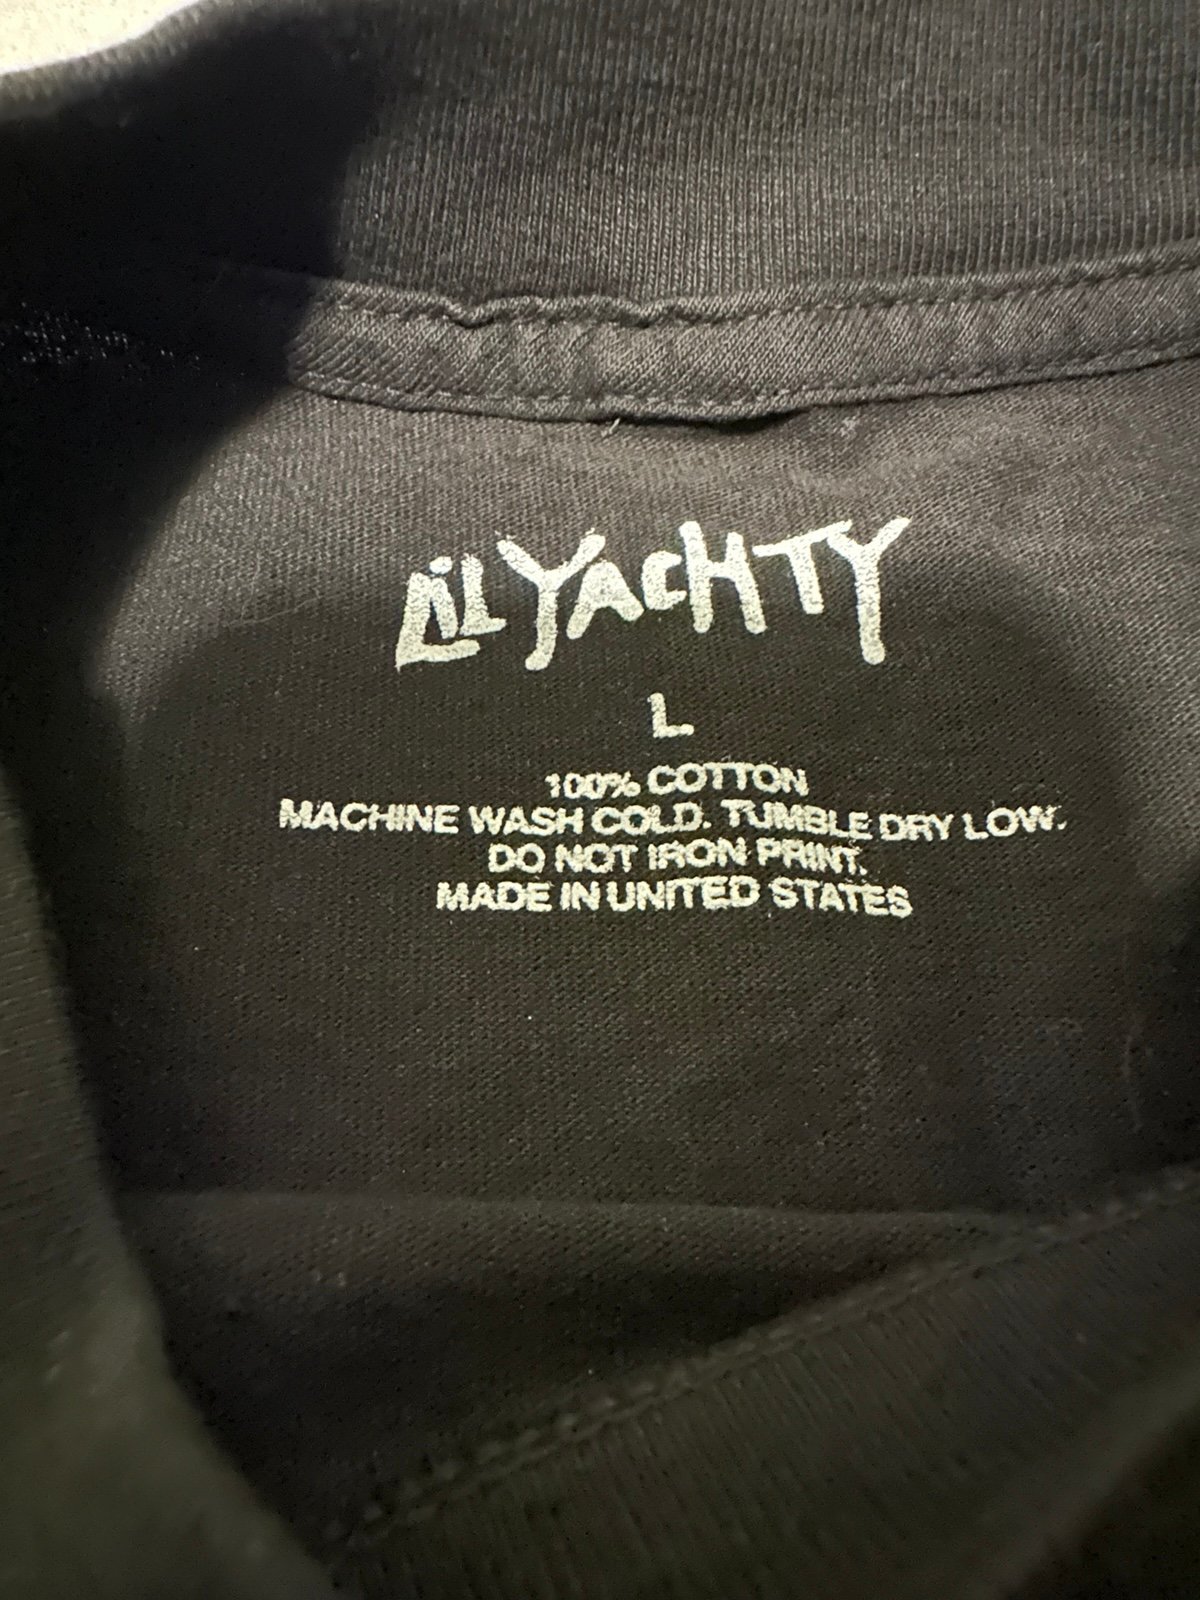 LiL YACHTY
L
100% COTTON
MACHINE WASH COLD. TUMBLE DRY LOW.
DO NOT IRON PRINT.
MADE IN UNITED STATES